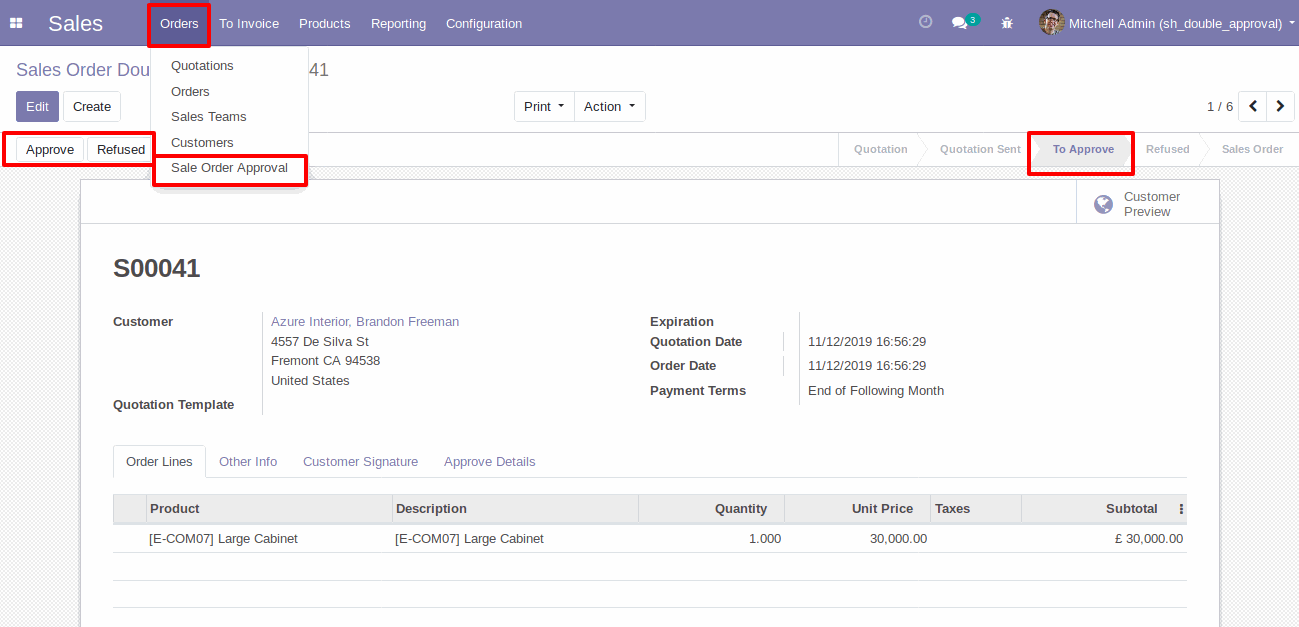 Sales Orders To Invoice Products Reporting Configuration 3 Mitchell Admin (sh_double_approval)
Sales Order Dou 41
Quotations
Orders
Sales Teams
Customers
Sale Order Approval
Edit Create Print Action 1 / 6
Approve Refused Quotation Quotation Sent To Approve Refused Sales Order
Customer
Preview
S00041
Customer Azure Interior, Brandon Freeman
4557 De Silva St
Fremont CA 94538
United States
Quotation Template
Expiration
Quotation Date 11/12/2019 16:56:29
Order Date 11/12/2019 16:56:29
Payment Terms End of Following Month
Order Lines Other Info Customer Signature Approve Details
Product Description Quantity Unit Price Taxes Subtotal
[E-COM07] Large Cabinet [E-COM07] Large Cabinet 1.000 30,000.00 £ 30,000.00